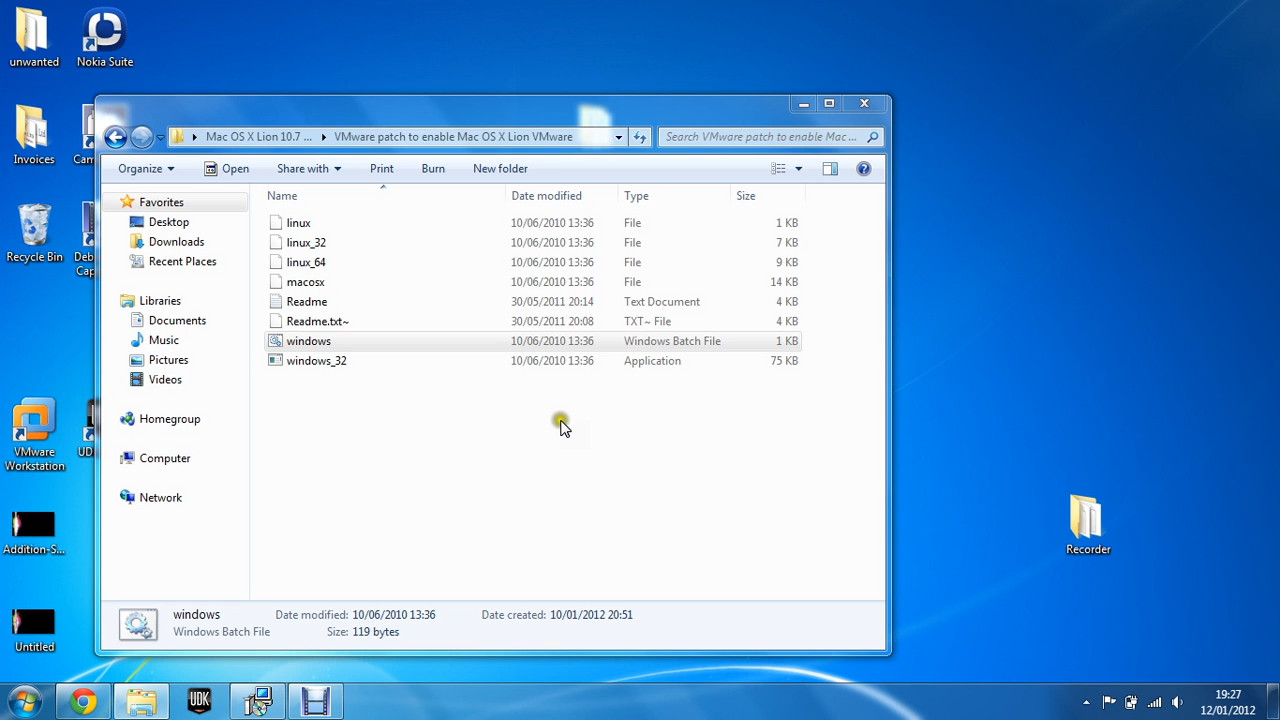 unwanted
Nokia Suite
Invoices
Recycle Bin
VMware
Workstation
Addition-S...
Untitled
Mac OS X Lion 10.7 ...
VMware patch to enable Mac OS X Lion VMware
Search VMware patch to enable Mac ...
Organize
Open
Share with
Print
Burn
New folder
Name
Date modified
Type
Size
Favorites
Desktop
Downloads
Recent Places
Libraries
Documents
Music
Pictures
Videos
Homegroup
Computer
Network
linux 10/06/2010 13:36 File 1 KB
linux_32 10/06/2010 13:36 File 7 KB
linux_64 10/06/2010 13:36 File 9 KB
macosx 10/06/2010 13:36 File 14 KB
Readme 30/05/2011 20:14 Text Document 4 KB
Readme.txt~ 30/05/2011 20:08 TXT~ File 4 KB
windows 10/06/2010 13:36 Windows Batch File 1 KB
windows_32 10/06/2010 13:36 Application 75 KB
windows Date modified: 10/06/2010 13:36 Date created: 10/01/2012 20:51
Windows Batch File Size: 119 bytes
Recorder
UDK
19:27
12/01/2012